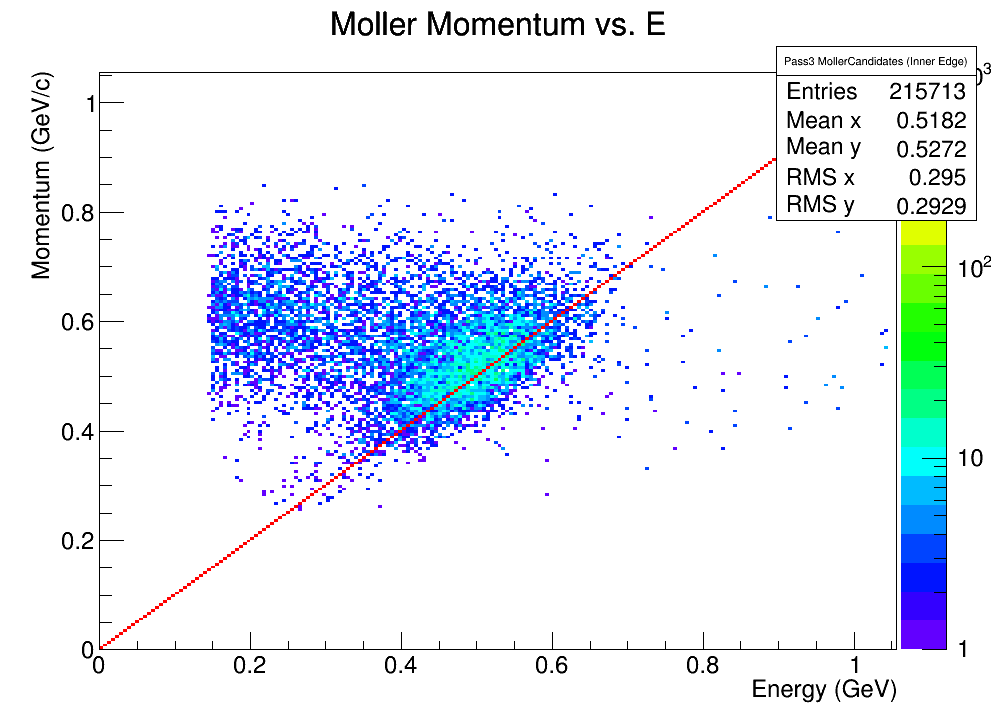 Moller Momentum vs. E
Momentum (GeV/c)
Pass3 MollerCandidates (Inner Edge)
Entries 215713
Mean x 0.5182
Mean y 0.5272
RMS x 0.295
RMS y 0.2929
1
0.8
0.6
0.4
0.2
0
0 0.2 0.4 0.6 0.8 1
Energy (GeV)
10²
10
1